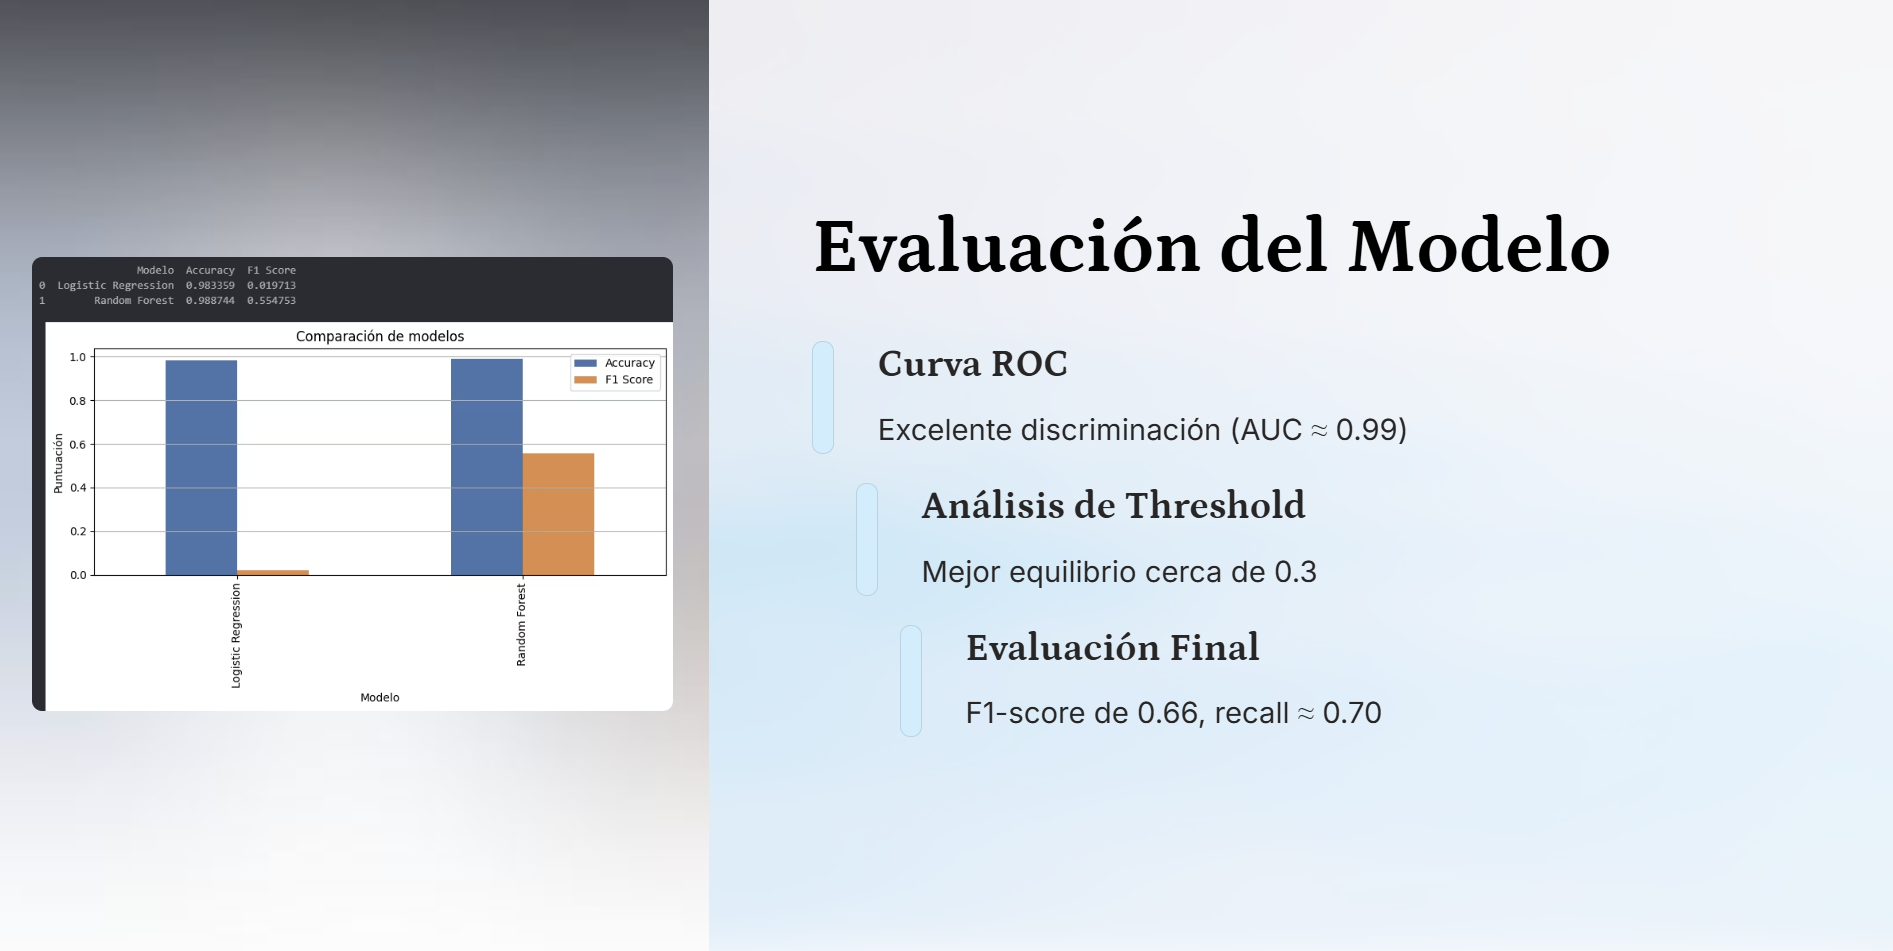 Modelo  Accuracy  F1 Score
0  Logistic Regression  0.983359  0.019713
1  Random Forest  0.988744  0.554753
Comparación de modelos
Accuracy
F1 Score
1.0
0.8
0.6
0.4
0.2
0.0
Puntuación
Logistic Regression
Random Forest
Modelo
Evaluación del Modelo
Curva ROC
Excelente discriminación (AUC ≈ 0.99)
Análisis de Threshold
Mejor equilibrio cerca de 0.3
Evaluación Final
F1-score de 0.66, recall ≈ 0.70